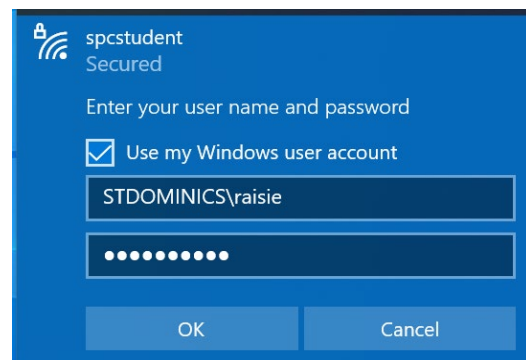 spcstudent
Secured
Enter your user name and password
Use my Windows user account
STDOMINICS\raisie
●●●●●●●●●●
OK
Cancel